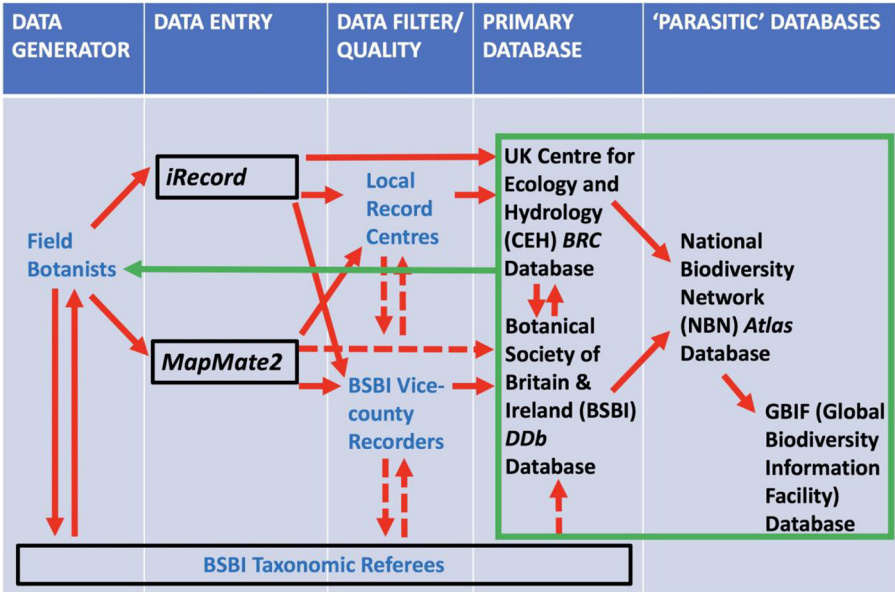 DATA
GENERATOR
DATA ENTRY
DATA FILTER/
QUALITY
PRIMARY
DATABASE
‘PARASITIC’ DATABASES
Field
Botanists
iRecord
MapMate2
Local
Record
Centres
BSBI Vice-
county
Recorders
UK Centre for
Ecology and
Hydrology
(CEH) BRC
Database
Botanical
Society of
Britain &
Ireland (BSBI)
DDb
Database
National
Biodiversity
Network
(NBN) Atlas
Database
GBIF (Global
Biodiversity
Information
Facility)
Database
BSBI Taxonomic Referees